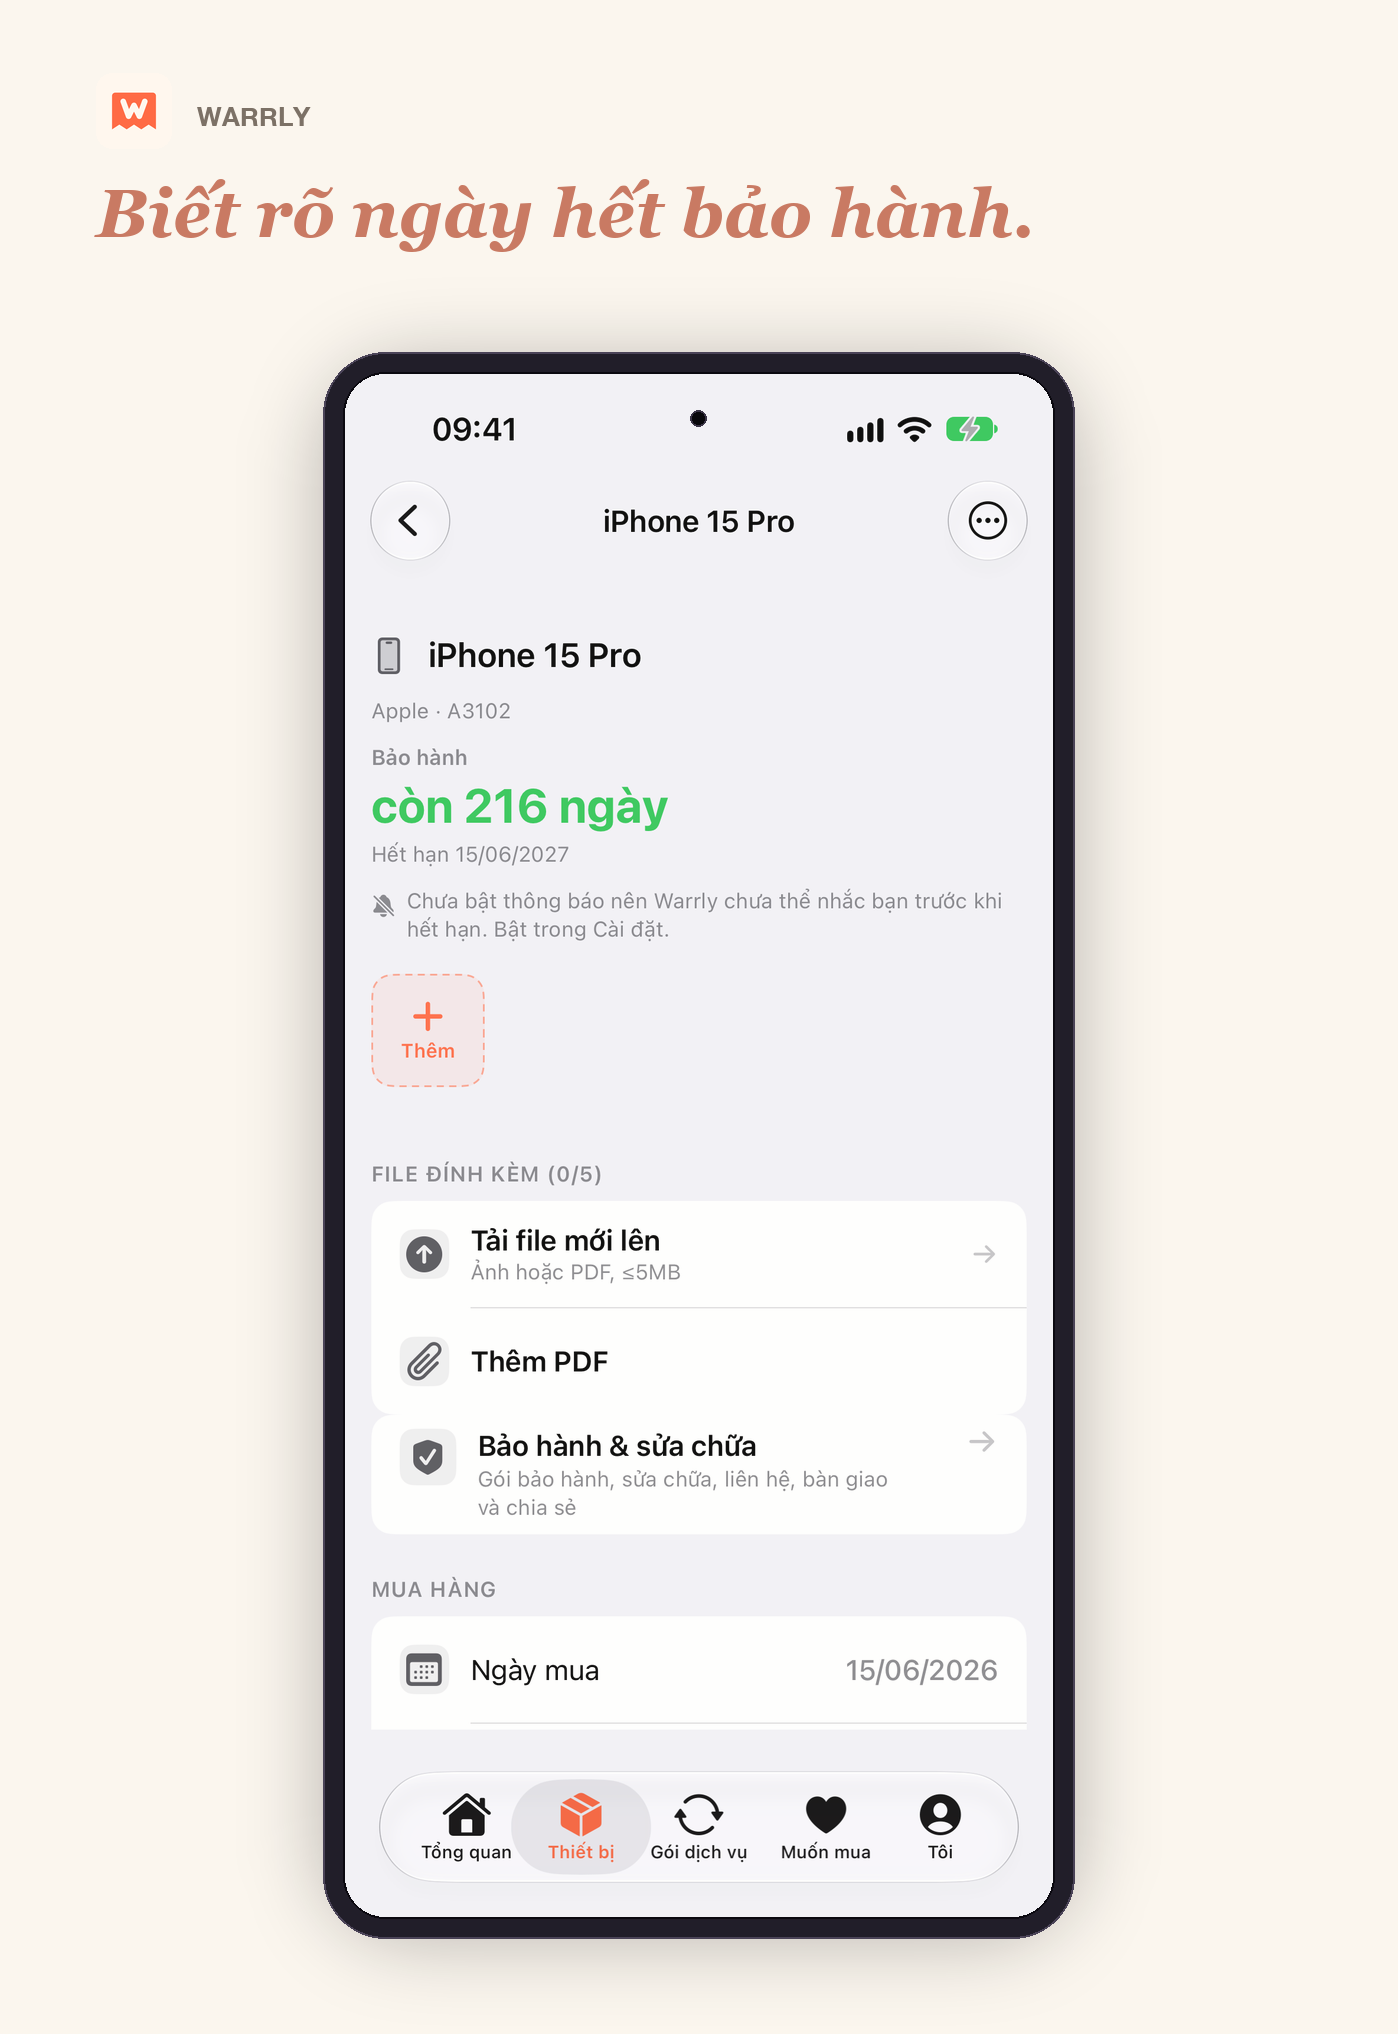 WARRLY
Biết rõ ngày hết bảo hành.
09:41
iPhone 15 Pro
iPhone 15 Pro
Apple · A3102
Bảo hành
còn 216 ngày
Hết hạn 15/06/2027
Chưa bật thông báo nên Warrly chưa thể nhắc bạn trước khi
hết hạn. Bật trong Cài đặt.
Thêm
FILE ĐÍNH KÈM (0/5)
Tải file mới lên
Ảnh hoặc PDF, ≤5MB
Thêm PDF
Bảo hành & sửa chữa
Gói bảo hành, sửa chữa, liên hệ, bàn giao
và chia sẻ
MUA HÀNG
Ngày mua 15/06/2026
Tổng quan Thiết bị Gói dịch vụ Muốn mua Tôi